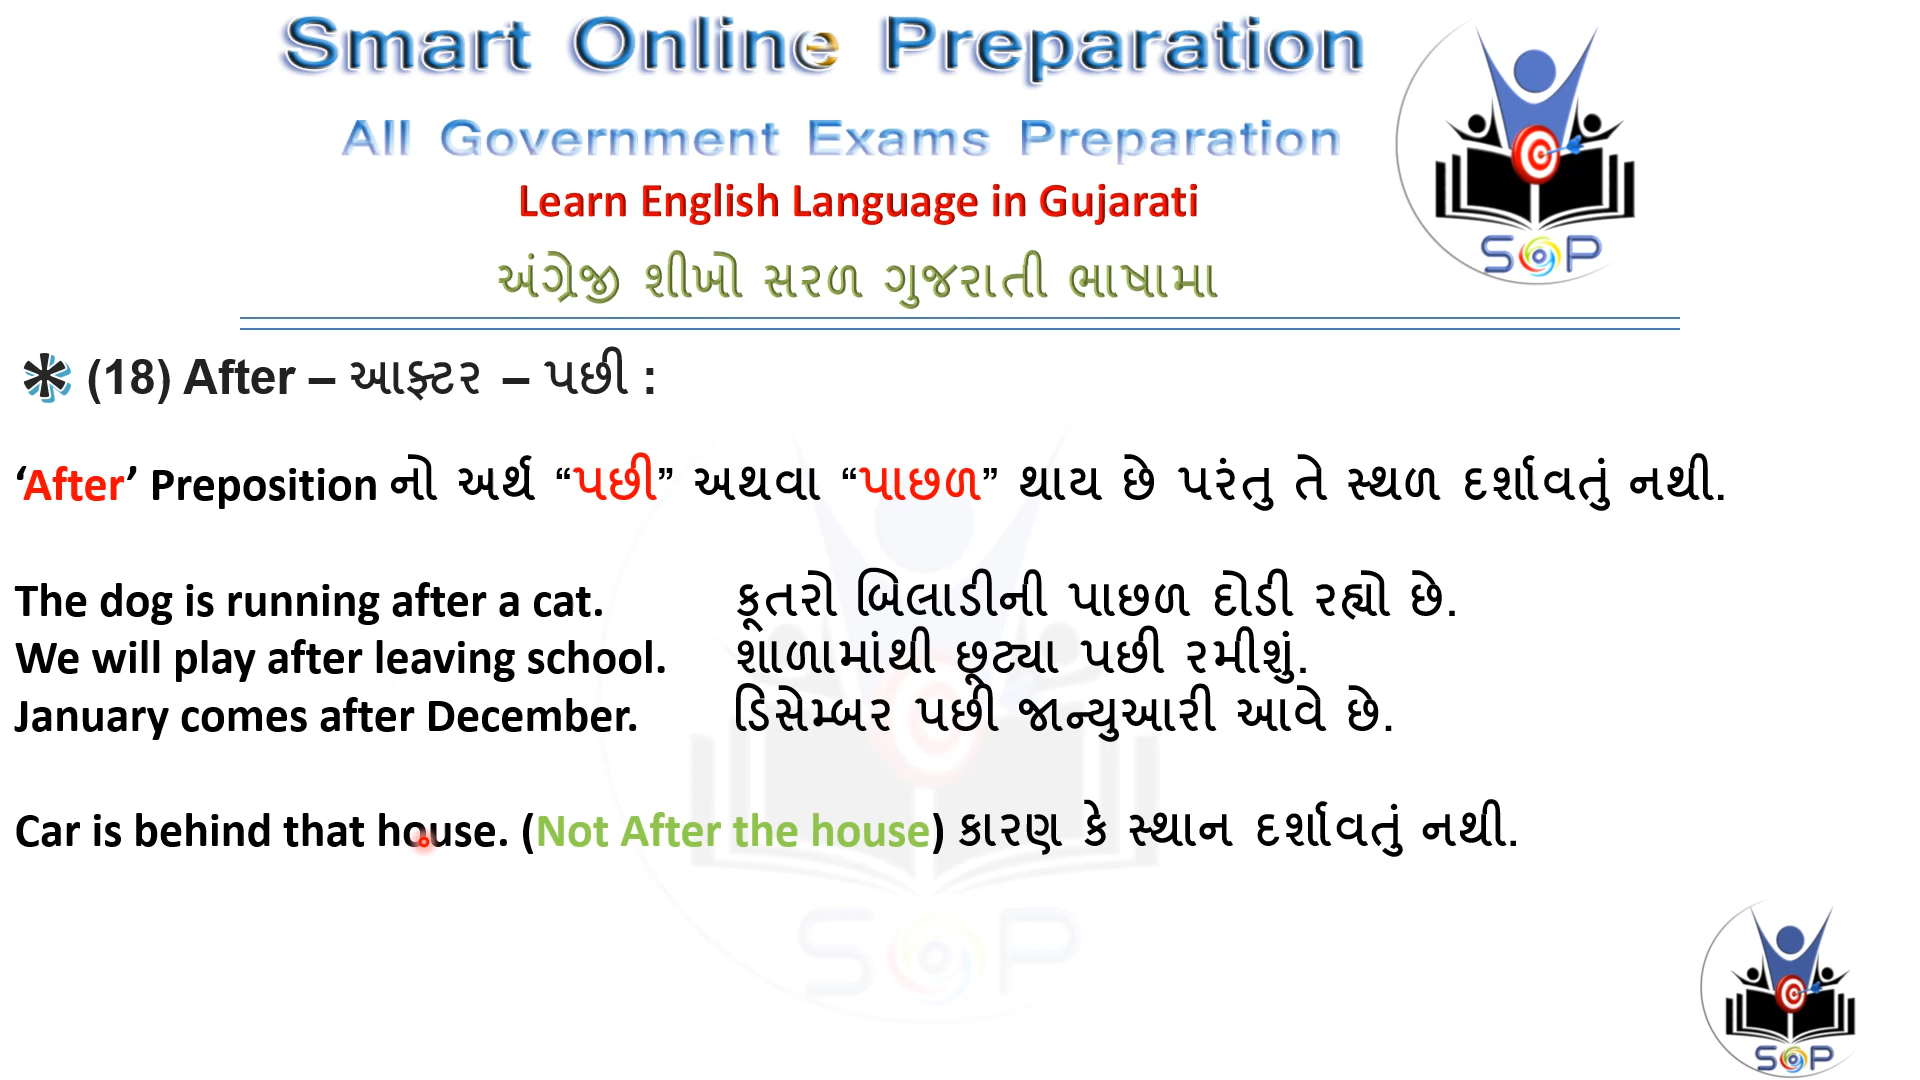 Smart Online Preparation
All Government Exams Preparation
Learn English Language in Gujarati
અંગ્રેજી શીખો સરળ ગુજરાતી ભાષામા
SOP
(18) After – આફ્ટર – પછી :
‘After’ Preposition નો અર્થ “પછી” અથવા “પાછળ” થાય છે પરંતુ તે સ્થળ દર્શાવતું નથી.
The dog is running after a cat. કૂતરો બિલાડીની પાછળ દોડી રહ્યો છે.
We will play after leaving school. શાળામાંથી છૂટ્યા પછી રમીશું.
January comes after December. ડિસેમ્બર પછી જાન્યુઆરી આવે છે.
Car is behind that house. (Not After the house) કારણ કે સ્થાન દર્શાવતું નથી.
SOP
SOP